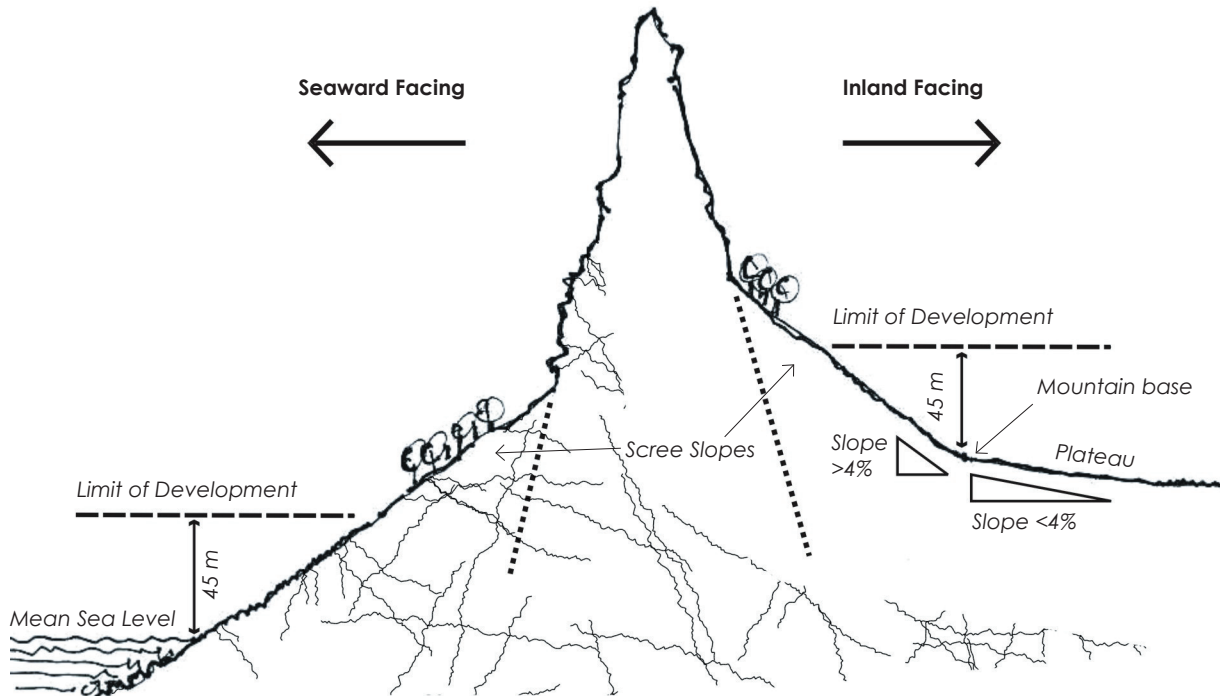 Seaward Facing
Inland Facing
Limit of Development
45 m
Mountain base
Slope
>4%
Plateau
Scree Slopes
Slope <4%
Limit of Development
45 m
Mean Sea Level